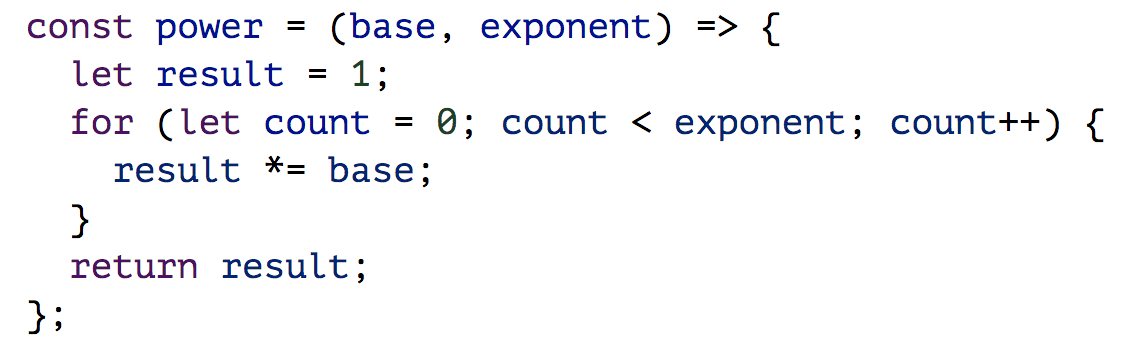 const power = (base, exponent) => {
  let result = 1;
  for (let count = 0; count < exponent; count++) {
    result *= base;
  }
  return result;
};